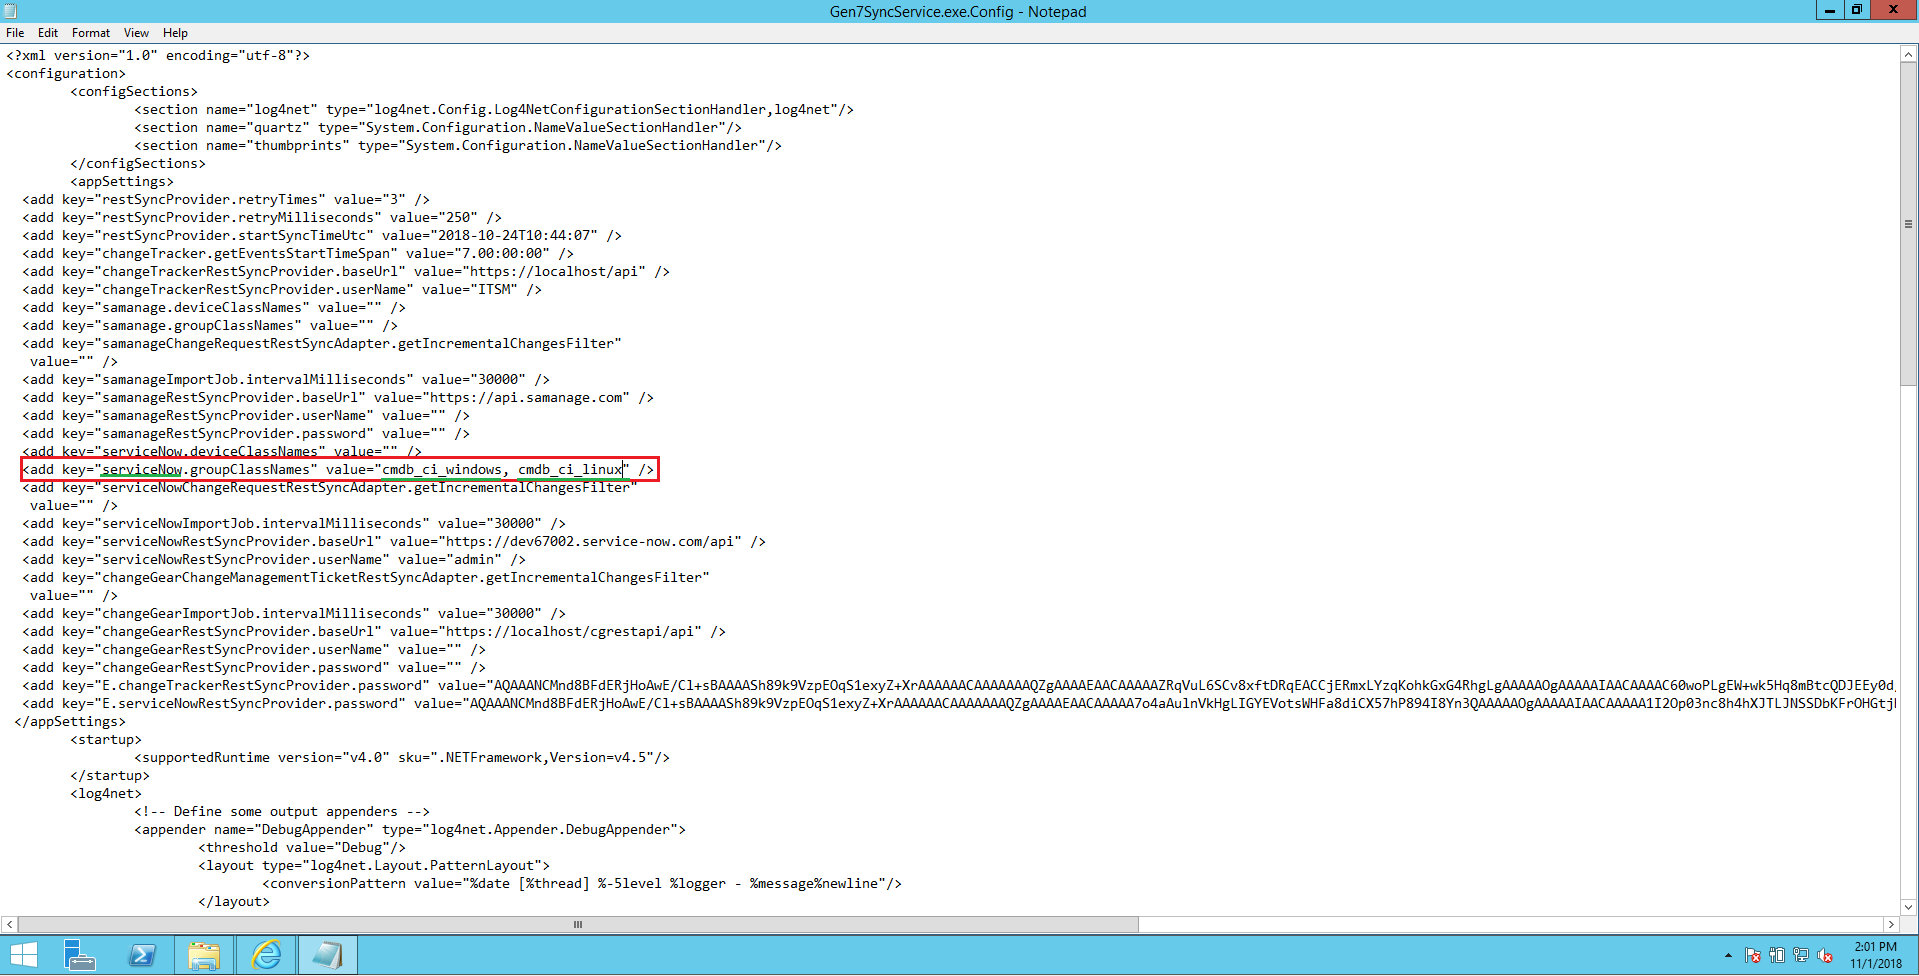 Gen7SyncService.exe.Config - Notepad
File Edit Format View Help
<?xml version="1.0" encoding="utf-8"?>
<configuration>
<configSections>
<section name="log4net" type="log4net.Config.Log4NetConfigurationSectionHandler,log4net"/>
<section name="quartz" type="System.Configuration.NameValueSectionHandler"/>
<section name="thumbprints" type="System.Configuration.NameValueSectionHandler"/>
</configSections>
<appSettings>
<add key="restSyncProvider.retryTimes" value="3" />
<add key="restSyncProvider.retryMilliseconds" value="250" />
<add key="restSyncProvider.startSyncTimeUtc" value="2018-10-24T10:44:07" />
<add key="changeTracker.getEventsStartTimeSpan" value="7.00:00:00" />
<add key="changeTrackerRestSyncProvider.baseUrl" value="https://localhost/api" />
<add key="changeTrackerRestSyncProvider.userName" value="ITSM" />
<add key="samanage.deviceClassNames" value="" />
<add key="samanage.groupClassNames" value="" />
<add key="samanageChangeRequestRestSyncAdapter.getIncrementalChangesFilter"
value="" />
<add key="samanageImportJob.intervalMilliseconds" value="30000" />
<add key="samanageRestSyncProvider.baseUrl" value="https://api.samanage.com" />
<add key="samanageRestSyncProvider.userName" value="" />
<add key="samanageRestSyncProvider.password" value="" />
<add key="serviceNow.deviceClassNames" value="" />
<add key="serviceNow.groupClassNames" value="cmdb_ci_windows, cmdb_ci_linux" />
<add key="serviceNowChangeRequestRestSyncAdapter.getIncrementalChangesFilter"
value="" />
<add key="serviceNowImportJob.intervalMilliseconds" value="30000" />
<add key="serviceNowRestSyncProvider.baseUrl" value="https://dev67002.service-now.com/api" />
<add key="serviceNowRestSyncProvider.userName" value="admin" />
<add key="changeGearChangeManagementTicketRestSyncAdapter.getIncrementalChangesFilter"
value="" />
<add key="changeGearImportJob.intervalMilliseconds" value="30000" />
<add key="changeGearRestSyncProvider.baseUrl" value="https://localhost/cgrestapi/api" />
<add key="changeGearRestSyncProvider.userName" value="" />
<add key="changeGearRestSyncProvider.password" value="" />
<add key="E.changeTrackerRestSyncProvider.password" value="AQAAANCMnd8BFdERjHoAwE/Cl+sBAAAASh89k9VzpEOqS1exyZ+XrAAAAAACAAAAAAAQZgAAAAEAACAAAAAZRqVuL6SCv8xftDRqEACCjERmxLYzqKohkGxG4RhgLgAAAAAOgAAAAAIAACAAAAC60woPLgEW+wk5Hq8mBtcQDJEEy0d
<add key="E.serviceNowRestSyncProvider.password" value="AQAAANCMnd8BFdERjHoAwE/Cl+sBAAAASh89k9VzpEOqS1exyZ+XrAAAAAACAAAAAAAQZgAAAAEAACAAAAA7o4aAulnVkHgLIGYEVotsWHFa8diCX57hP894I8Yn3QAAAAAOgAAAAAIAACAAAAA1I2Op03nc8h4hXJTLJNSSDbKFrOHGtj
</appSettings>
<startup>
<supportedRuntime version="v4.0" sku=".NETFramework,Version=v4.5"/>
</startup>
<log4net>
<!-- Define some output appenders -->
<appender name="DebugAppender" type="log4net.Appender.DebugAppender">
<threshold value="Debug"/>
<layout type="log4net.Layout.PatternLayout">
<conversionPattern value="%date [%thread] %-5level %logger - %message%newline"/>
</layout>
2:01 PM
11/1/2018